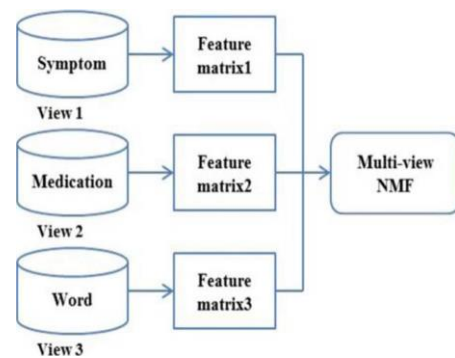 Symptom
Feature
matrix1
View 1
Medication
Feature
matrix2
Multi-view
NMF
View 2
Word
Feature
matrix3
View 3